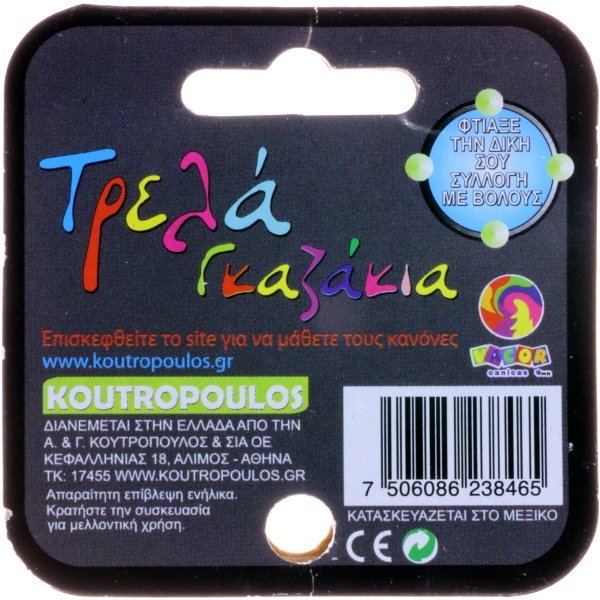 ΦΤΙΑΞΕ
ΤΗΝ ΔΙΚΗ
ΣΟΥ
ΣΥΛΛΟΓΗ
ΜΕ ΒΟΛΟΥΣ
Τρελά
γκαζάκια
Επισκεφθείτε το site για να μάθετε τους κανόνες
www.koutropoulos.gr
VACOR
canicas
KOUTROPOULOS
ΔΙΑΝΕΜΕΤΑΙ ΣΤΗΝ ΕΛΛΑΔΑ ΑΠΟ ΤΗΝ
Α. & Γ. ΚΟΥΤΡΟΠΟΥΛΟΣ & ΣΙΑ ΟΕ
ΚΕΦΑΛΛΗΝΙΑΣ 18, ΑΛΙΜΟΣ - ΑΘΗΝΑ
ΤΚ: 17455 WWW.KOUTROPOULOS.GR
Απαραίτητη επίβλεψη ενήλικα.
Κρατήστε την συσκευασία
για μελλοντική χρήση.
7 506086 238465
ΚΑΤΑΣΚΕΥΑΖΕΤΑΙ ΣΤΟ ΜΕΞΙΚΟ
CE